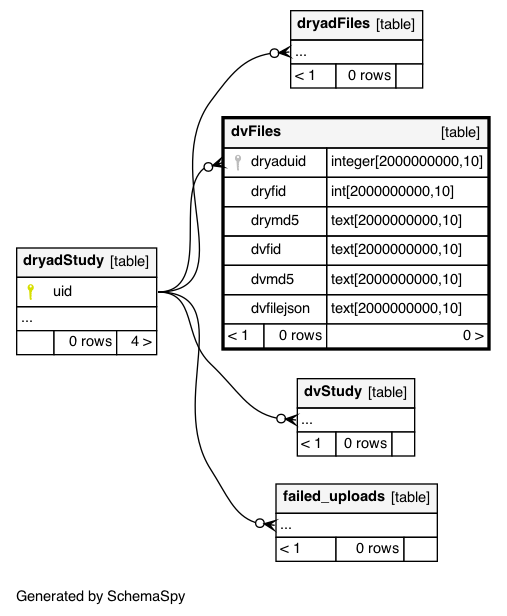 dryadFiles [table]
...
< 1 0 rows
dvFiles [table]
dryaduid integer[2000000000,10]
dryfid int[2000000000,10]
drymd5 text[2000000000,10]
dvfid text[2000000000,10]
dvmd5 text[2000000000,10]
dvfilejson text[2000000000,10]
< 1 0 rows 0 >
dryadStudy [table]
uid
...
0 rows 4 >
dvStudy [table]
...
< 1 0 rows
failed_uploads [table]
...
< 1 0 rows
Generated by SchemaSpy